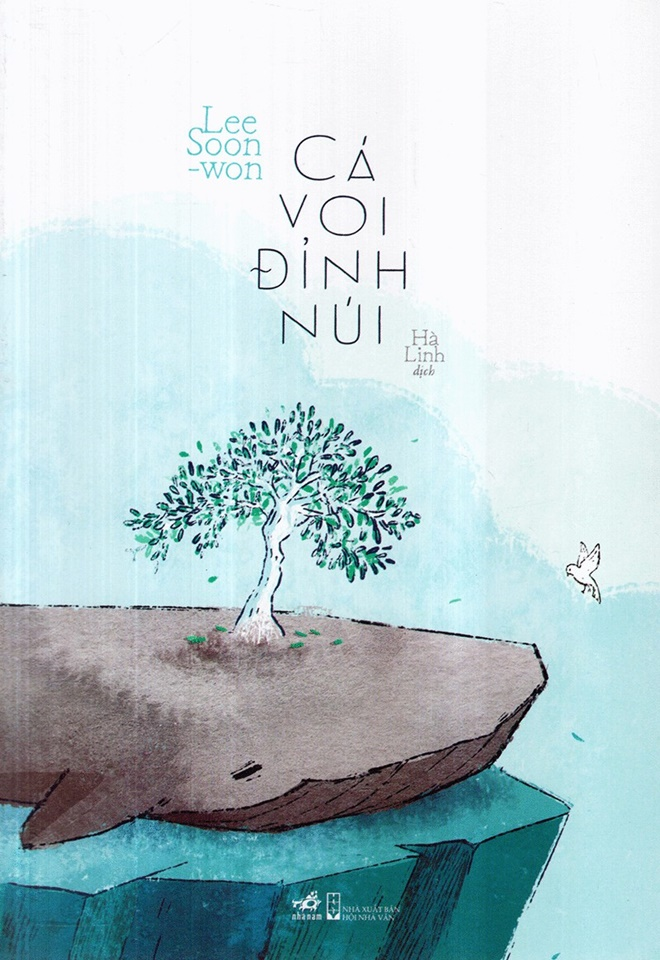 Lee
Soon
-won
CÁ
VOI
ĐỈNH
NÚI
Hà
Linh
dịch
nhã nam
NHÀ XUẤT BẢN
HỘI NHÀ VĂN